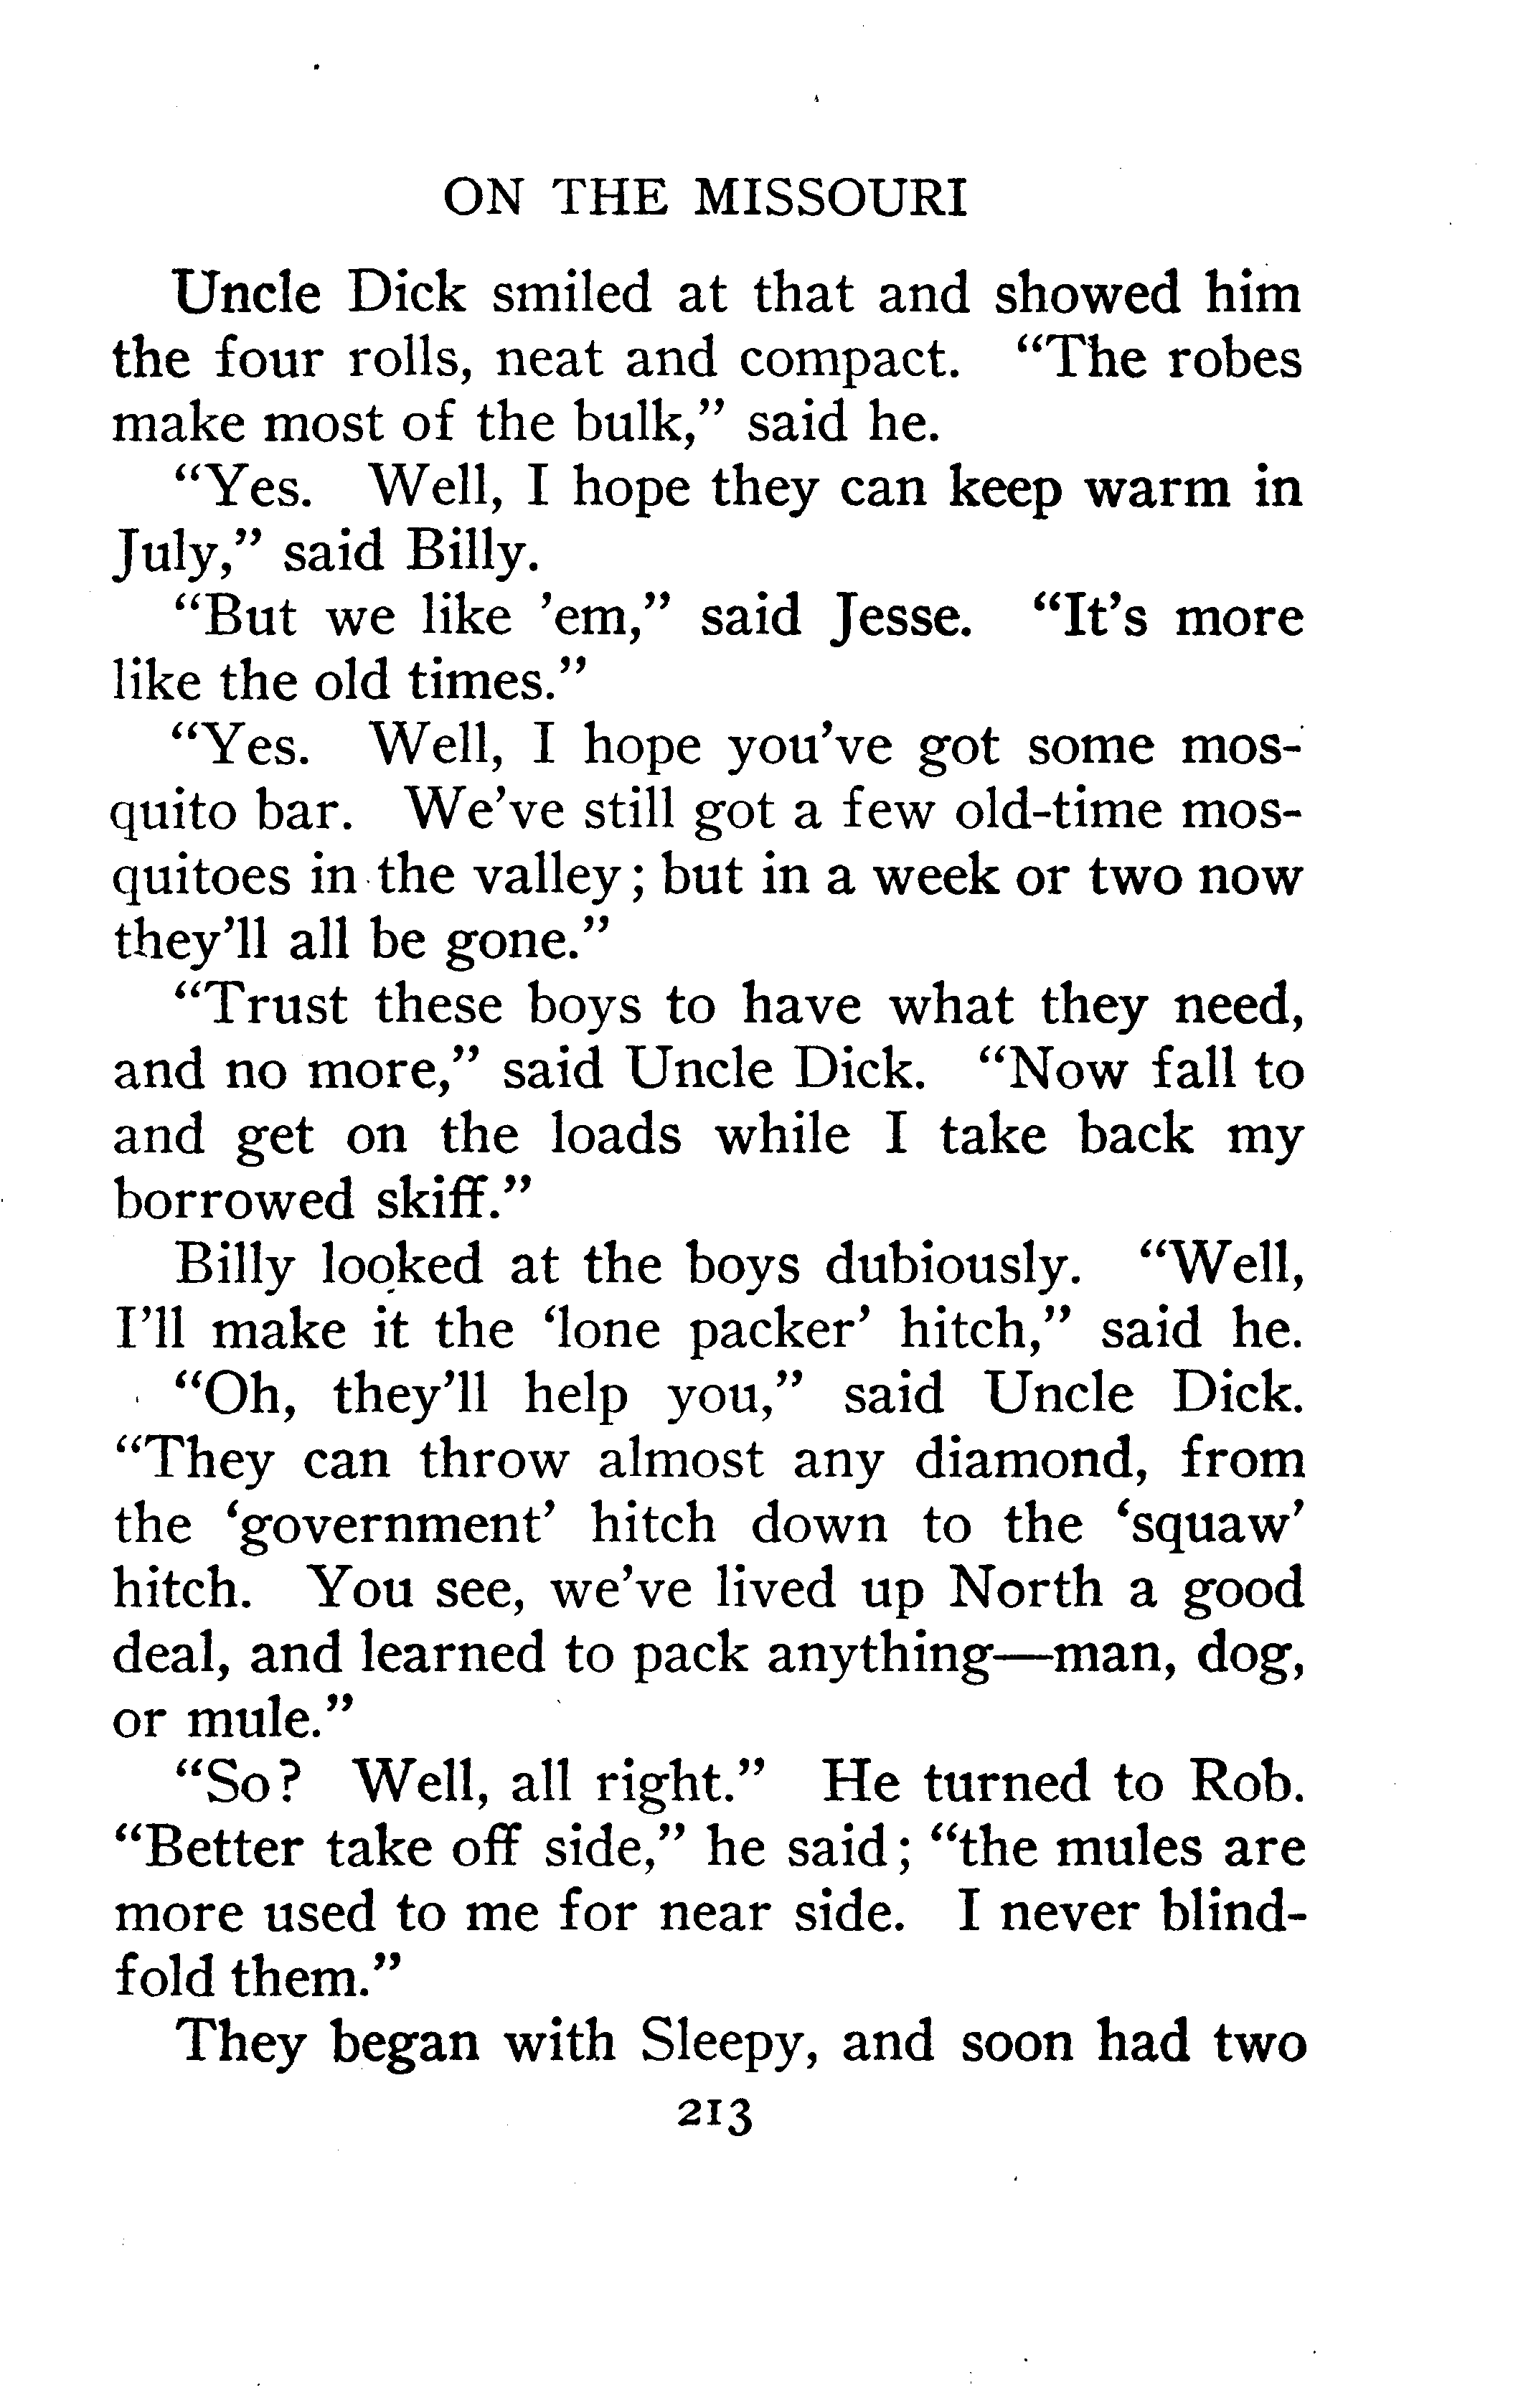 ON THE MISSOURI
Uncle Dick smiled at that and showed him
the four rolls, neat and compact. “The robes
make most of the bulk,” said he.
“Yes. Well, I hope they can keep warm in
July,” said Billy.
“But we like ’em,” said Jesse. “It’s more
like the old times.”
“Yes. Well, I hope you’ve got some mos-
quito bar. We’ve still got a few old-time mos-
quitoes in the valley; but in a week or two now
they’ll all be gone.”
“Trust these boys to have what they need,
and no more,” said Uncle Dick. “Now fall to
and get on the loads while I take back my
borrowed skiff.”
Billy looked at the boys dubiously. “Well,
I’ll make it the ‘lone packer’ hitch,” said he.
“Oh, they’ll help you,” said Uncle Dick.
“They can throw almost any diamond, from
the ‘government’ hitch down to the ‘squaw’
hitch. You see, we’ve lived up North a good
deal, and learned to pack anything—man, dog,
or mule.”
“So? Well, all right.” He turned to Rob.
“Better take off side,” he said; “the mules are
more used to me for near side. I never blind-
fold them.”
They began with Sleepy, and soon had two
213